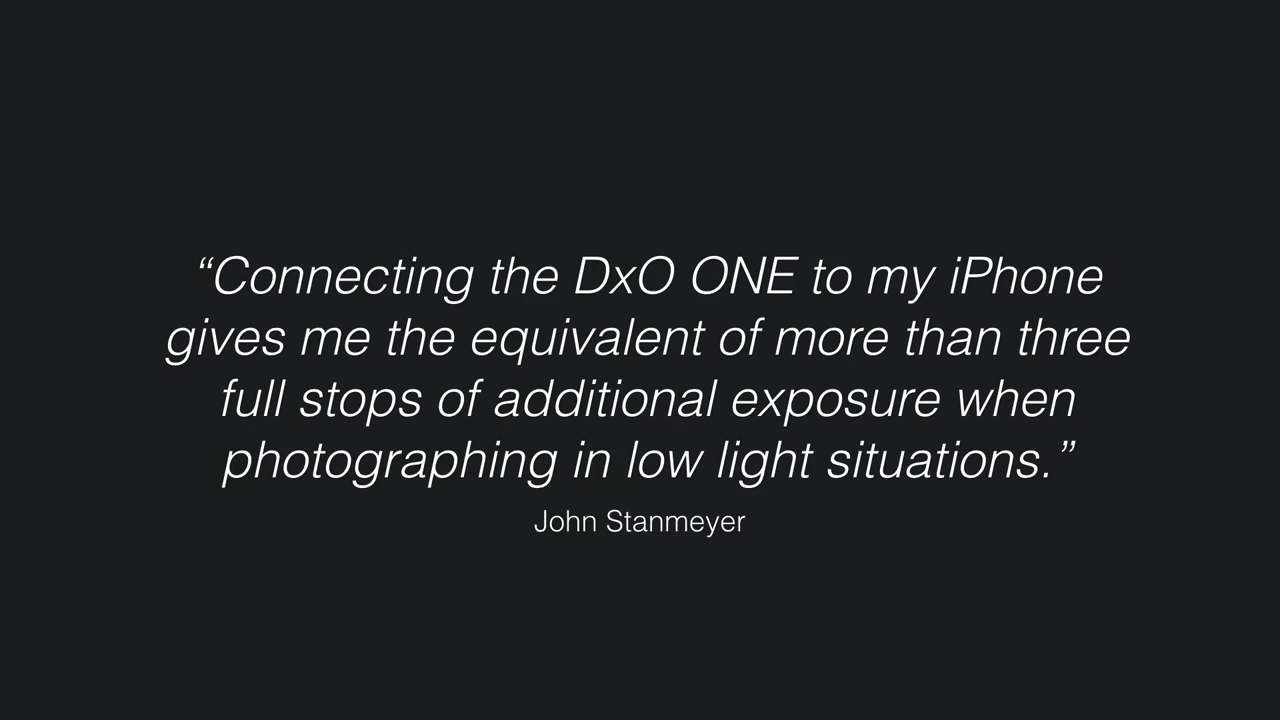 “Connecting the DxO ONE to my iPhone
gives me the equivalent of more than three
full stops of additional exposure when
photographing in low light situations.”
John Stanmeyer